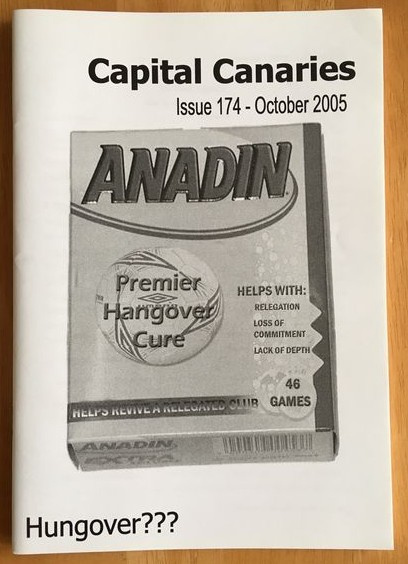 Capital Canaries
Issue 174 - October 2005
ANADIN
Premier
Hangover
Cure
HELPS WITH:
RELEGATION
LOSS OF
COMMITMENT
LACK OF DEPTH
46
GAMES
HELPS REVIVE A RELEGATED CLUB
ANADIN
EXTRA
Hungover???